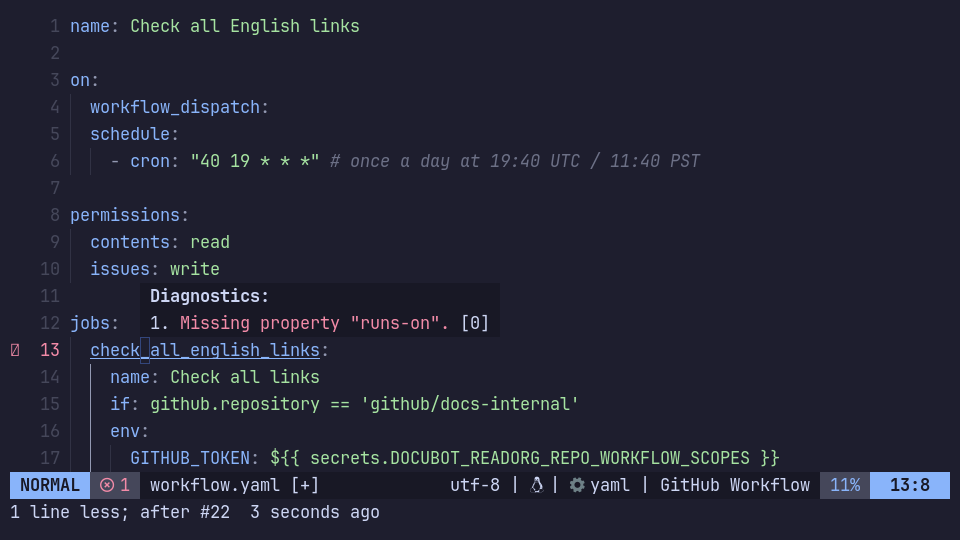 1 name: Check all English links
2
3 on:
4 workflow_dispatch:
5 schedule:
6 - cron: "40 19 * * *" # once a day at 19:40 UTC / 11:40 PST
7
8 permissions:
9 contents: read
10 issues: write
11 Diagnostics:
12 jobs: 1. Missing property "runs-on". [0]
13 check_all_english_links:
14 name: Check all links
15 if: github.repository == 'github/docs-internal'
16 env:
17 GITHUB_TOKEN: ${{ secrets.DOCUBOT_READORG_REPO_WORKFLOW_SCOPES }}
NORMAL 1 workflow.yaml [+] utf-8 | | yaml | GitHub Workflow 11% 13:8
1 line less; after #22 3 seconds ago